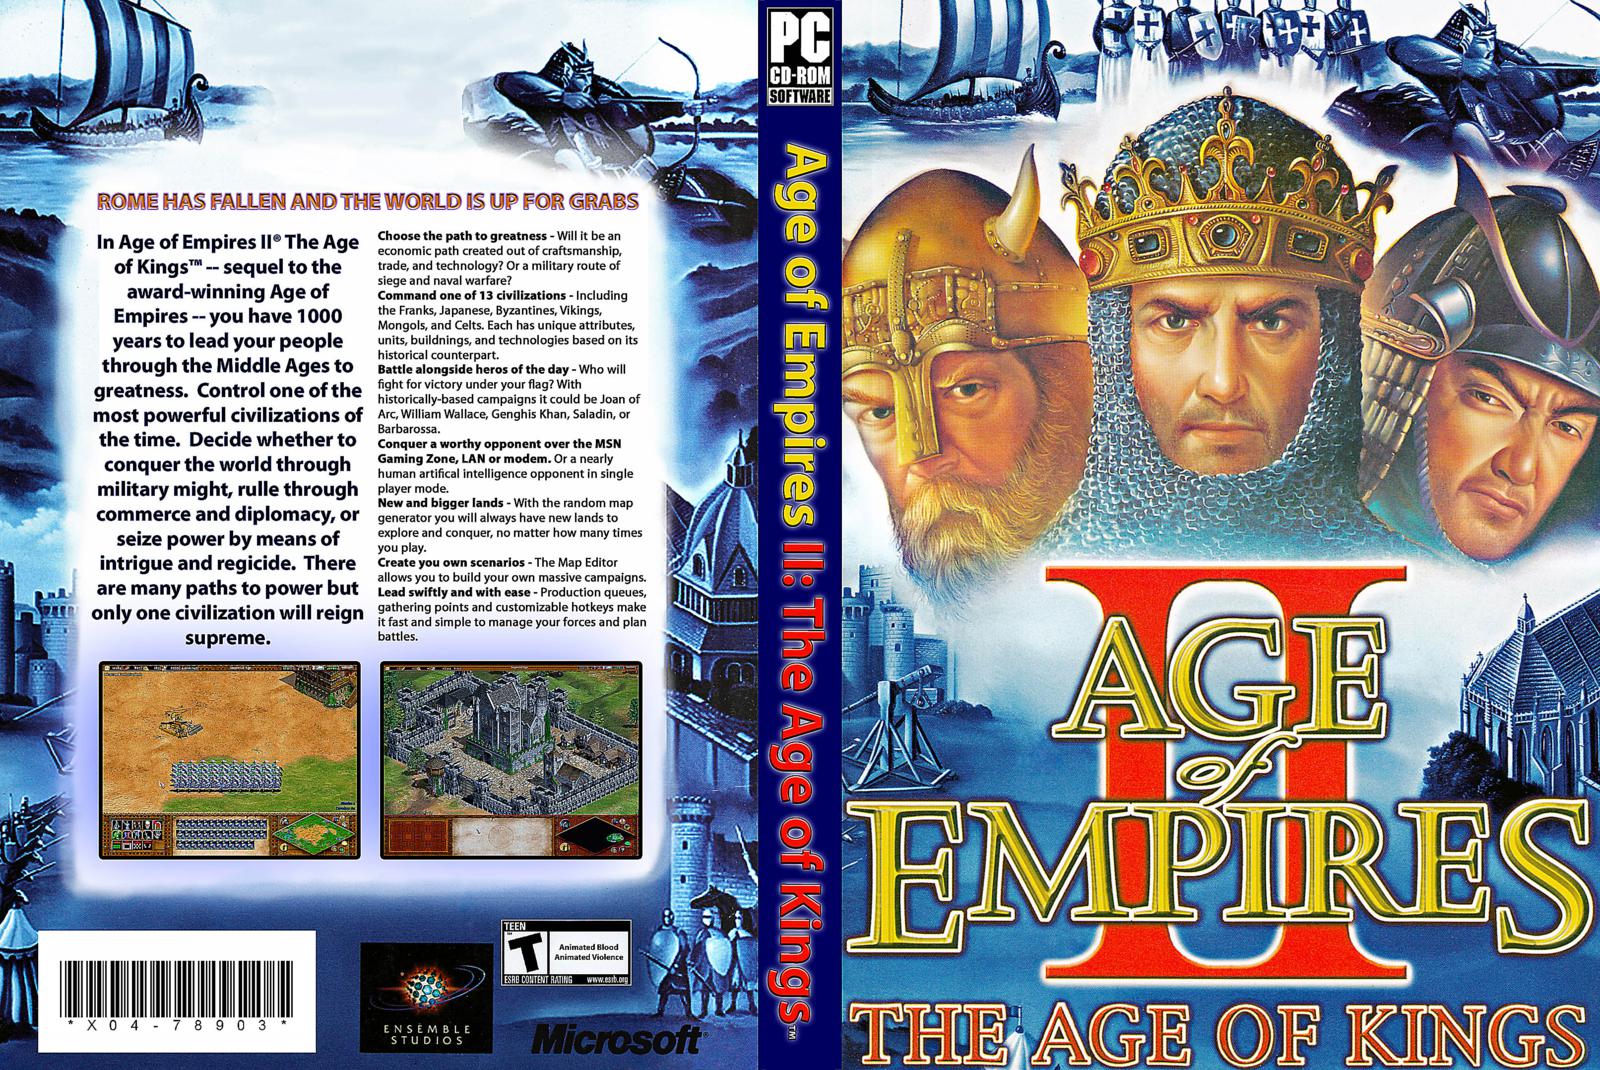 ROME HAS FALLEN AND THE WORLD IS UP FOR GRABS
In Age of Empires II® The Age
of Kings™ -- sequel to the
award-winning Age of
Empires -- you have 1000
years to lead your people
through the Middle Ages to
greatness. Control one of the
most powerful civilizations of
the time. Decide whether to
conquer the world through
military might, rulle through
commerce and diplomacy, or
seize power by means of
intrigue and regicide. There
are many paths to power but
only one civilization will reign
supreme.
Choose the path to greatness - Will it be an
economic path created out of craftsmanship,
trade, and technology? Or a military route of
siege and naval warfare?
Command one of 13 civilizations - Including
the Franks, Japanese, Byzantines, Vikings,
Mongols, and Celts. Each has unique attributes,
units, buildnings, and technologies based on its
historical counterpart.
Battle alongside heros of the day - Who will
fight for victory under your flag? With
historically-based campaigns it could be Joan of
Arc, William Wallace, Genghis Khan, Saladin, or
Barbarossa.
Conquer a worthy opponent over the MSN
Gaming Zone, LAN or modem. Or a nearly
human artifical intelligence opponent in single
player mode.
New and bigger lands - With the random map
generator you will always have new lands to
explore and conquer, no matter how many times
you play.
Create you own scenarios - The Map Editor
allows you to build your own massive campaigns.
Lead swiftly and with ease - Production queues,
gathering points and customizable hotkeys make
it fast and simple to manage your forces and plan
battles.
*X04-78903*
ENSEMBLE
STUDIOS
TEEN
T
Animated Blood
Animated Violence
ESRB CONTENT RATING www.esrb.org
Microsoft®
PC
CD-ROM
SOFTWARE
Age of Empires II: The Age of Kings™
II
AGE
of
EMPIRES
THE AGE OF KINGS